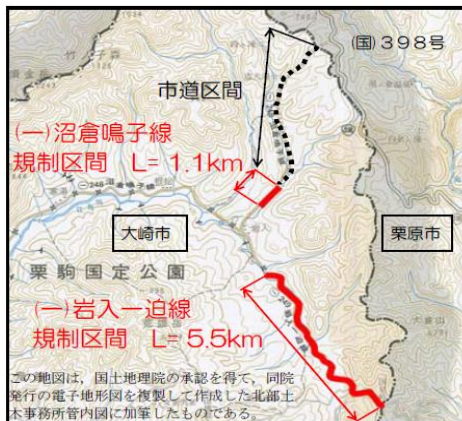 (国)398号
市道区間
(一)沼倉鳴子線
規制区間 L= 1.1km
248
大崎市
栗原市
栗駒国定公園
(一)岩入一迫線
規制区間 L= 5.5km
この地図は、国土地理院の承認を得て、同院
発行の電子地形図を複製して作成した北部土
木事務所管内図に加筆したものである。